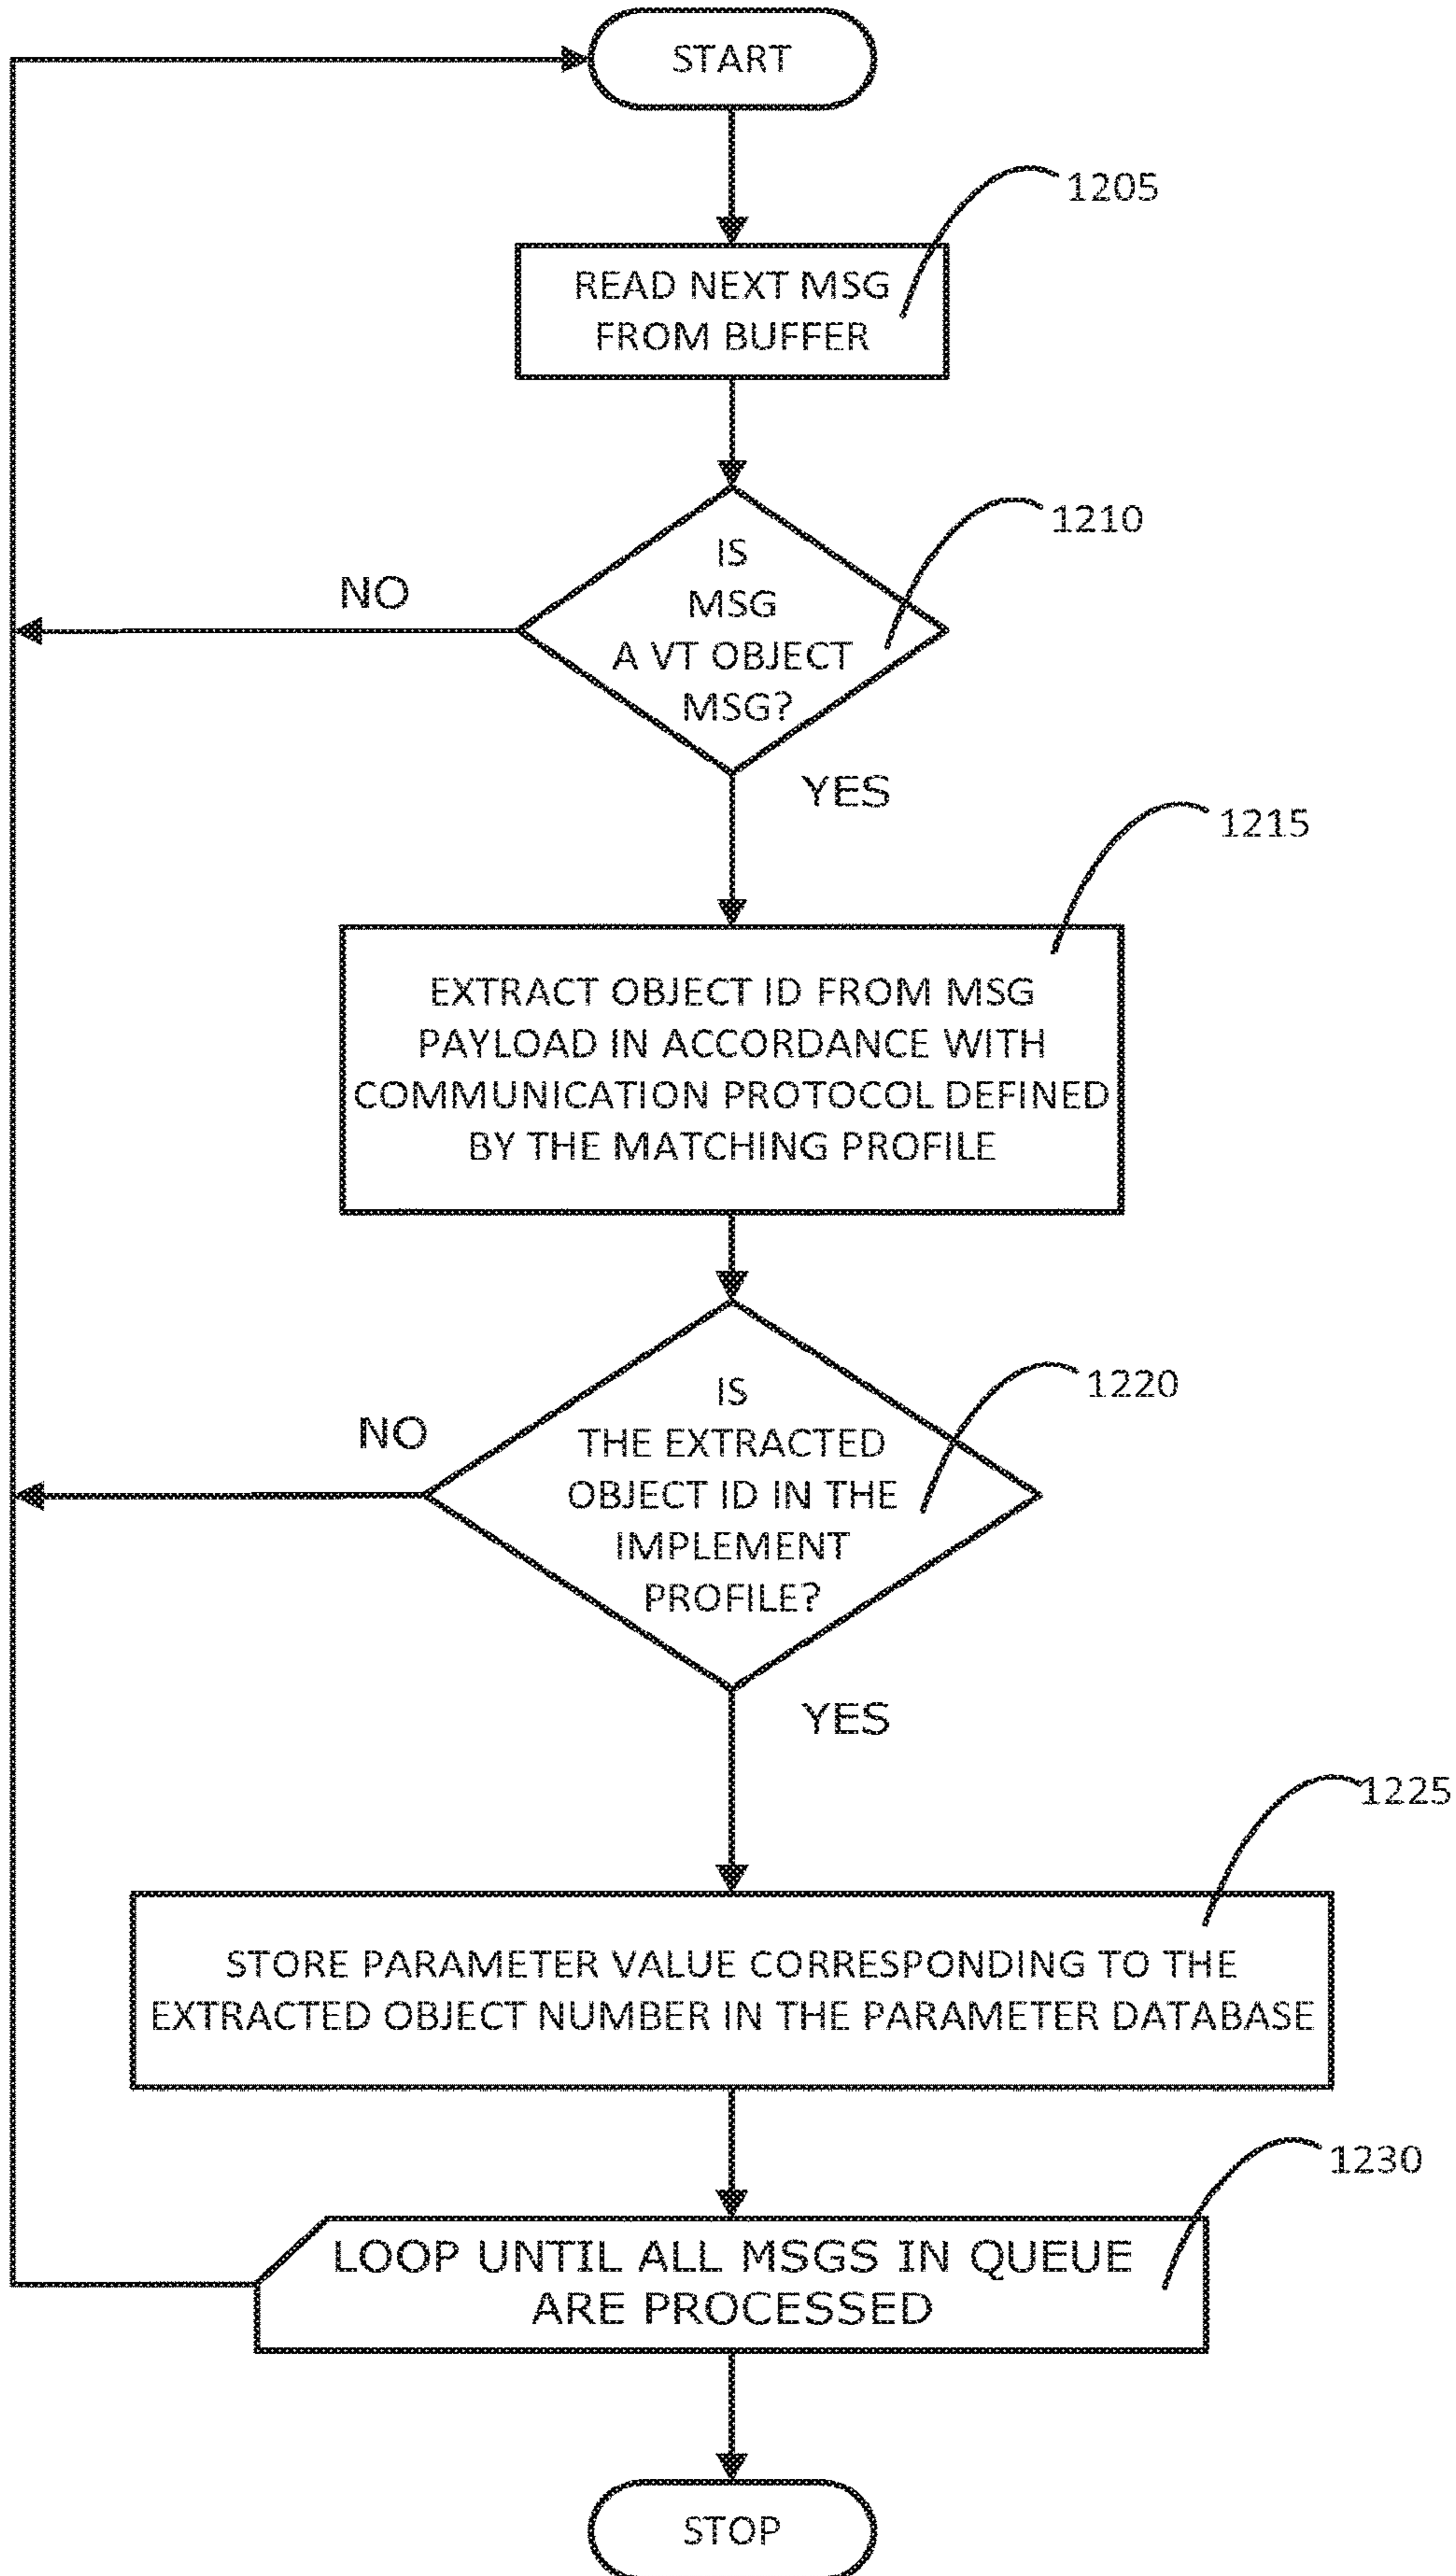 START
1205
READ NEXT MSG
FROM BUFFER
1210
IS
MSG
A VT OBJECT
MSG?
NO
YES
1215
EXTRACT OBJECT ID FROM MSG
PAYLOAD IN ACCORDANCE WITH
COMMUNICATION PROTOCOL DEFINED
BY THE MATCHING PROFILE
1220
IS
THE EXTRACTED
OBJECT ID IN THE
IMPLEMENT
PROFILE?
NO
YES
1225
STORE PARAMETER VALUE CORRESPONDING TO THE
EXTRACTED OBJECT NUMBER IN THE PARAMETER DATABASE
1230
LOOP UNTIL ALL MSGS IN QUEUE
ARE PROCESSED
STOP